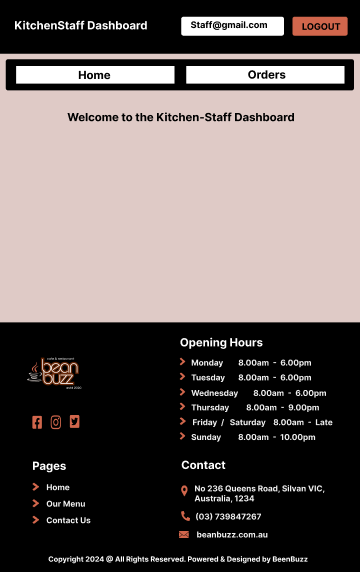 KitchenStaff Dashboard
Staff@gmail.com
LOGOUT
Home
Orders
Welcome to the Kitchen-Staff Dashboard
cafe & restaurant
bean
buzz
since 2020
Opening Hours
Monday 8.00am - 6.00pm
Tuesday 8.00am - 6.00pm
Wednesday 8.00am - 6.00pm
Thursday 8.00am - 9.00pm
Friday / Saturday 8.00am - Late
Sunday 8.00am - 10.00pm
Pages
Home
Our Menu
Contact Us
Contact
No 236 Queens Road, Silvan VIC,
Australia, 1234
(03) 739847267
beanbuzz.com.au
Copyright 2024 @ All Rights Reserved. Powered & Designed by BeenBuzz